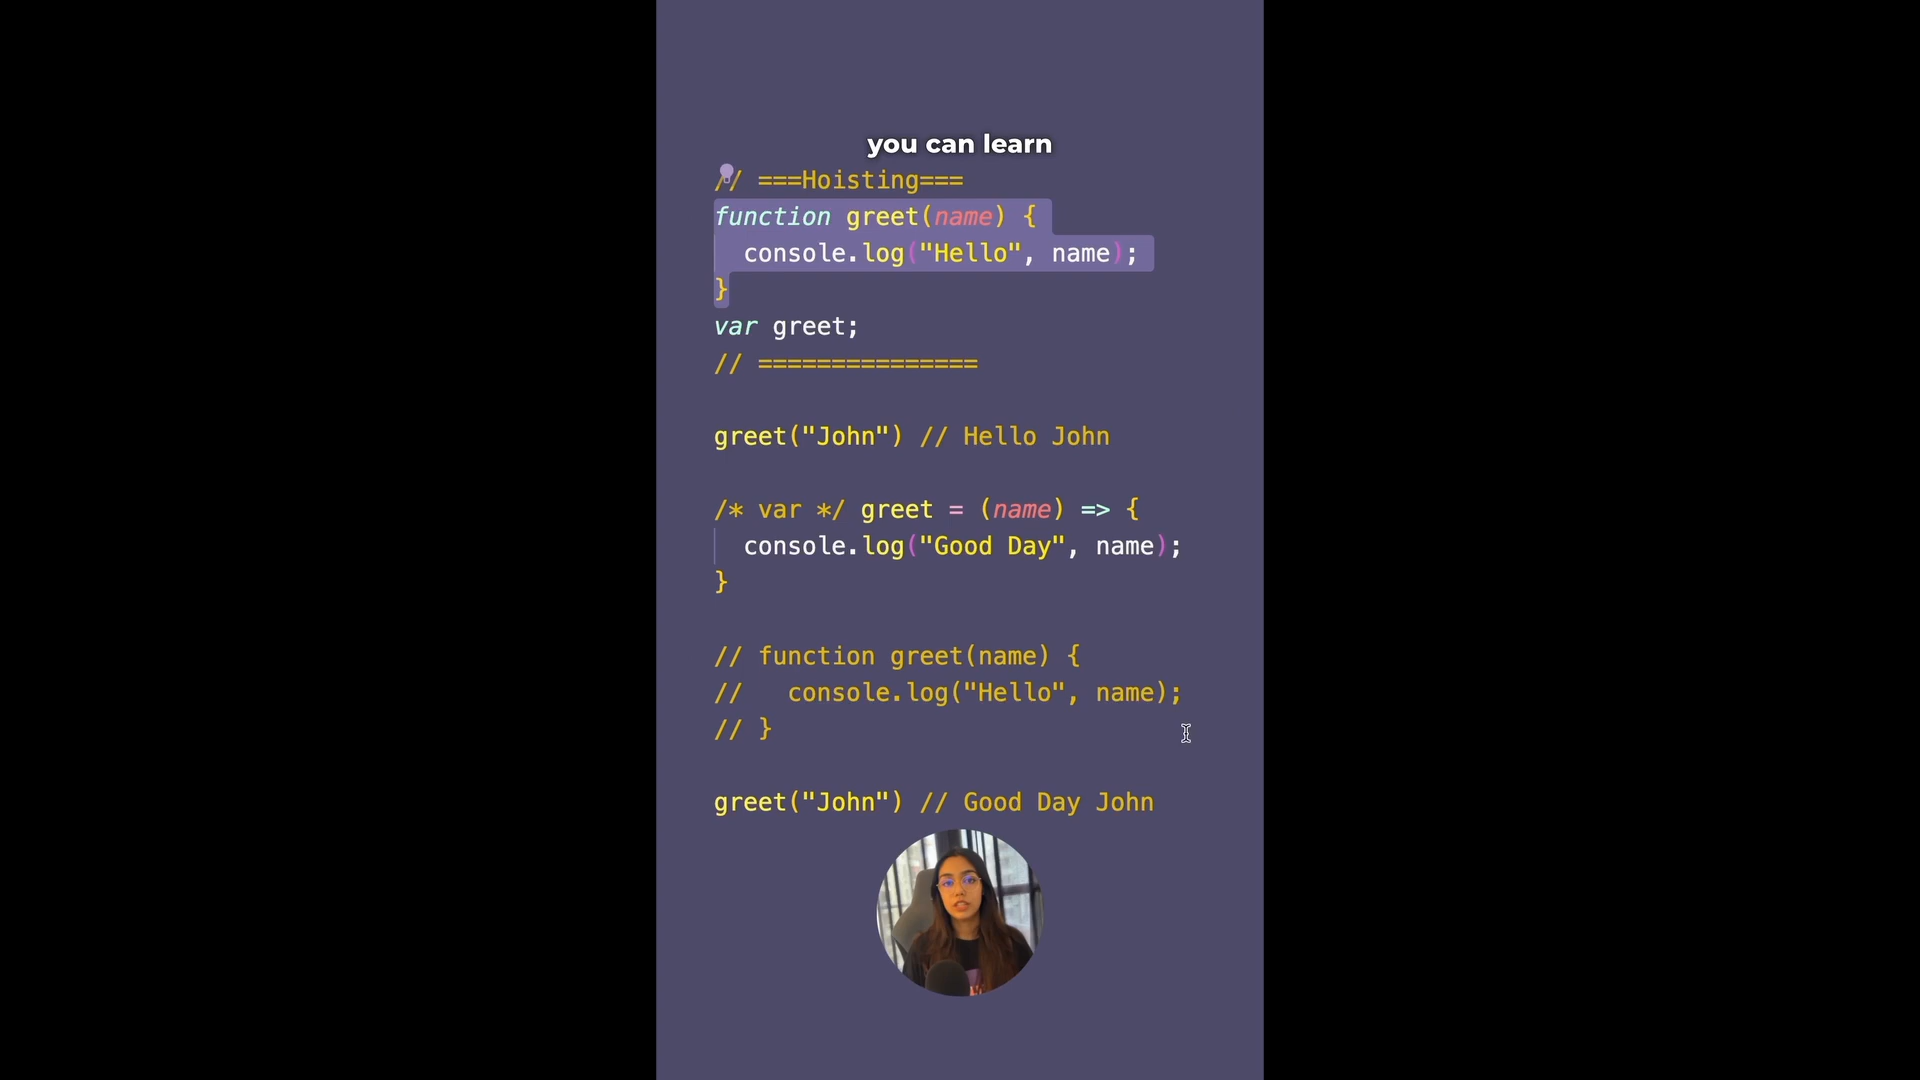 you can learn
// ===Hoisting===
function greet(name) {
  console.log("Hello", name);
}
var greet;
// ===============
greet("John") // Hello John
/* var */ greet = (name) => {
  console.log("Good Day", name);
}
// function greet(name) {
//   console.log("Hello", name);
// }
greet("John") // Good Day John